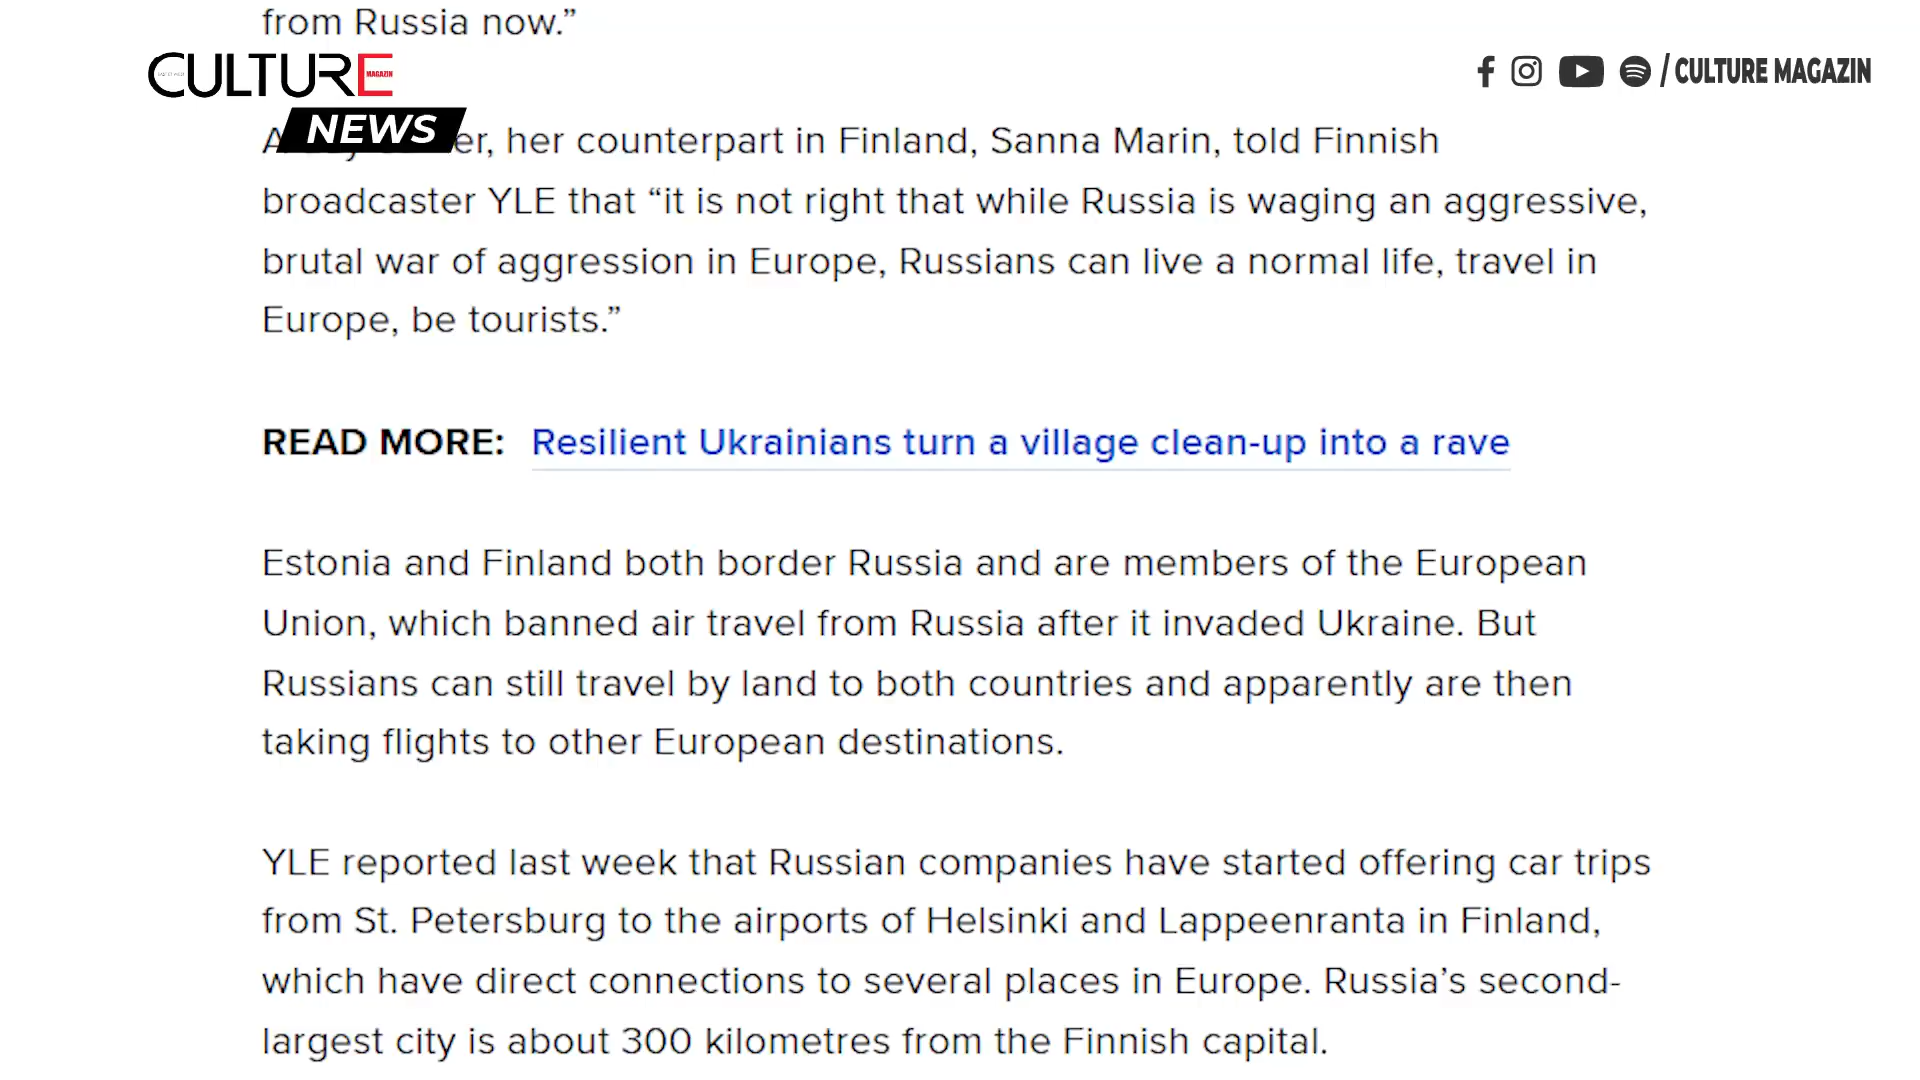 from Russia now.”
CULTURE
MAGAZIN
NEWS
/ CULTURE MAGAZIN
er, her counterpart in Finland, Sanna Marin, told Finnish
broadcaster YLE that “it is not right that while Russia is waging an aggressive,
brutal war of aggression in Europe, Russians can live a normal life, travel in
Europe, be tourists.”
READ MORE: Resilient Ukrainians turn a village clean-up into a rave
Estonia and Finland both border Russia and are members of the European
Union, which banned air travel from Russia after it invaded Ukraine. But
Russians can still travel by land to both countries and apparently are then
taking flights to other European destinations.
YLE reported last week that Russian companies have started offering car trips
from St. Petersburg to the airports of Helsinki and Lappeenranta in Finland,
which have direct connections to several places in Europe. Russia’s second-
largest city is about 300 kilometres from the Finnish capital.